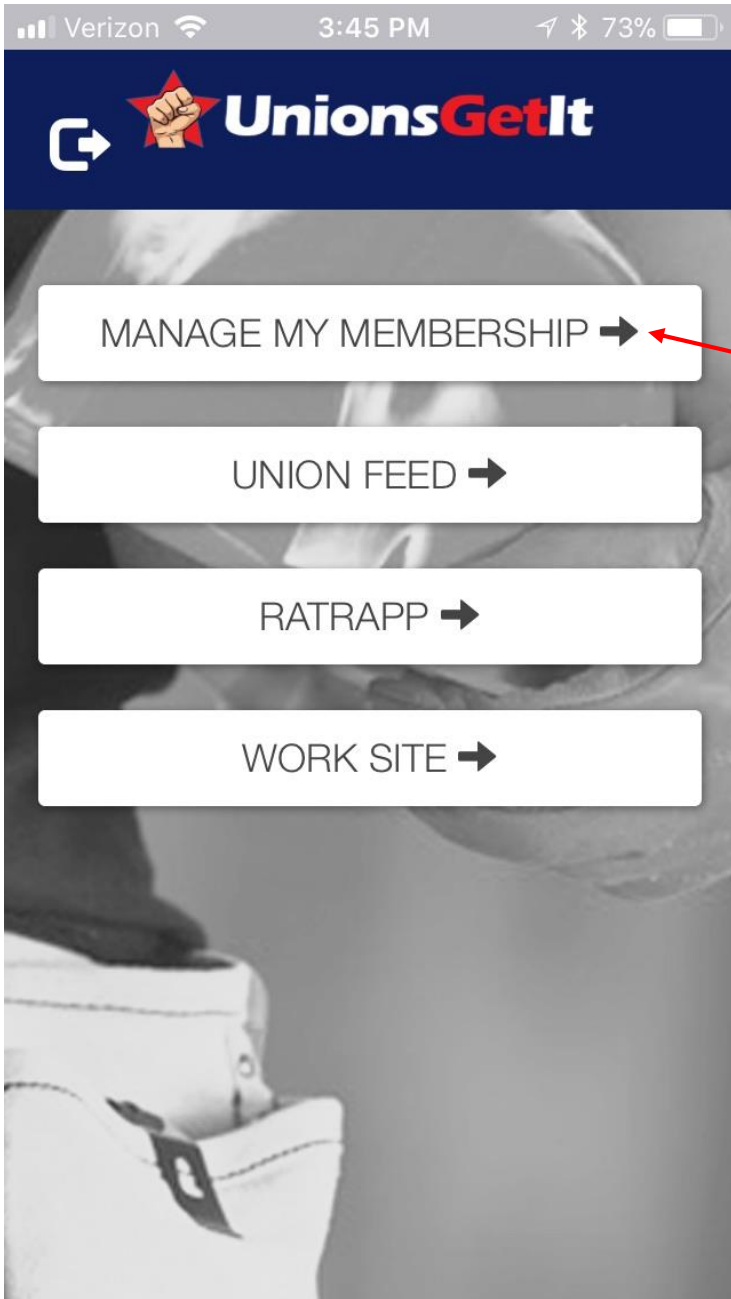 Verizon 3:45 PM 73%
UnionsGetIt
MANAGE MY MEMBERSHIP
UNION FEED
RATRAPP
WORK SITE